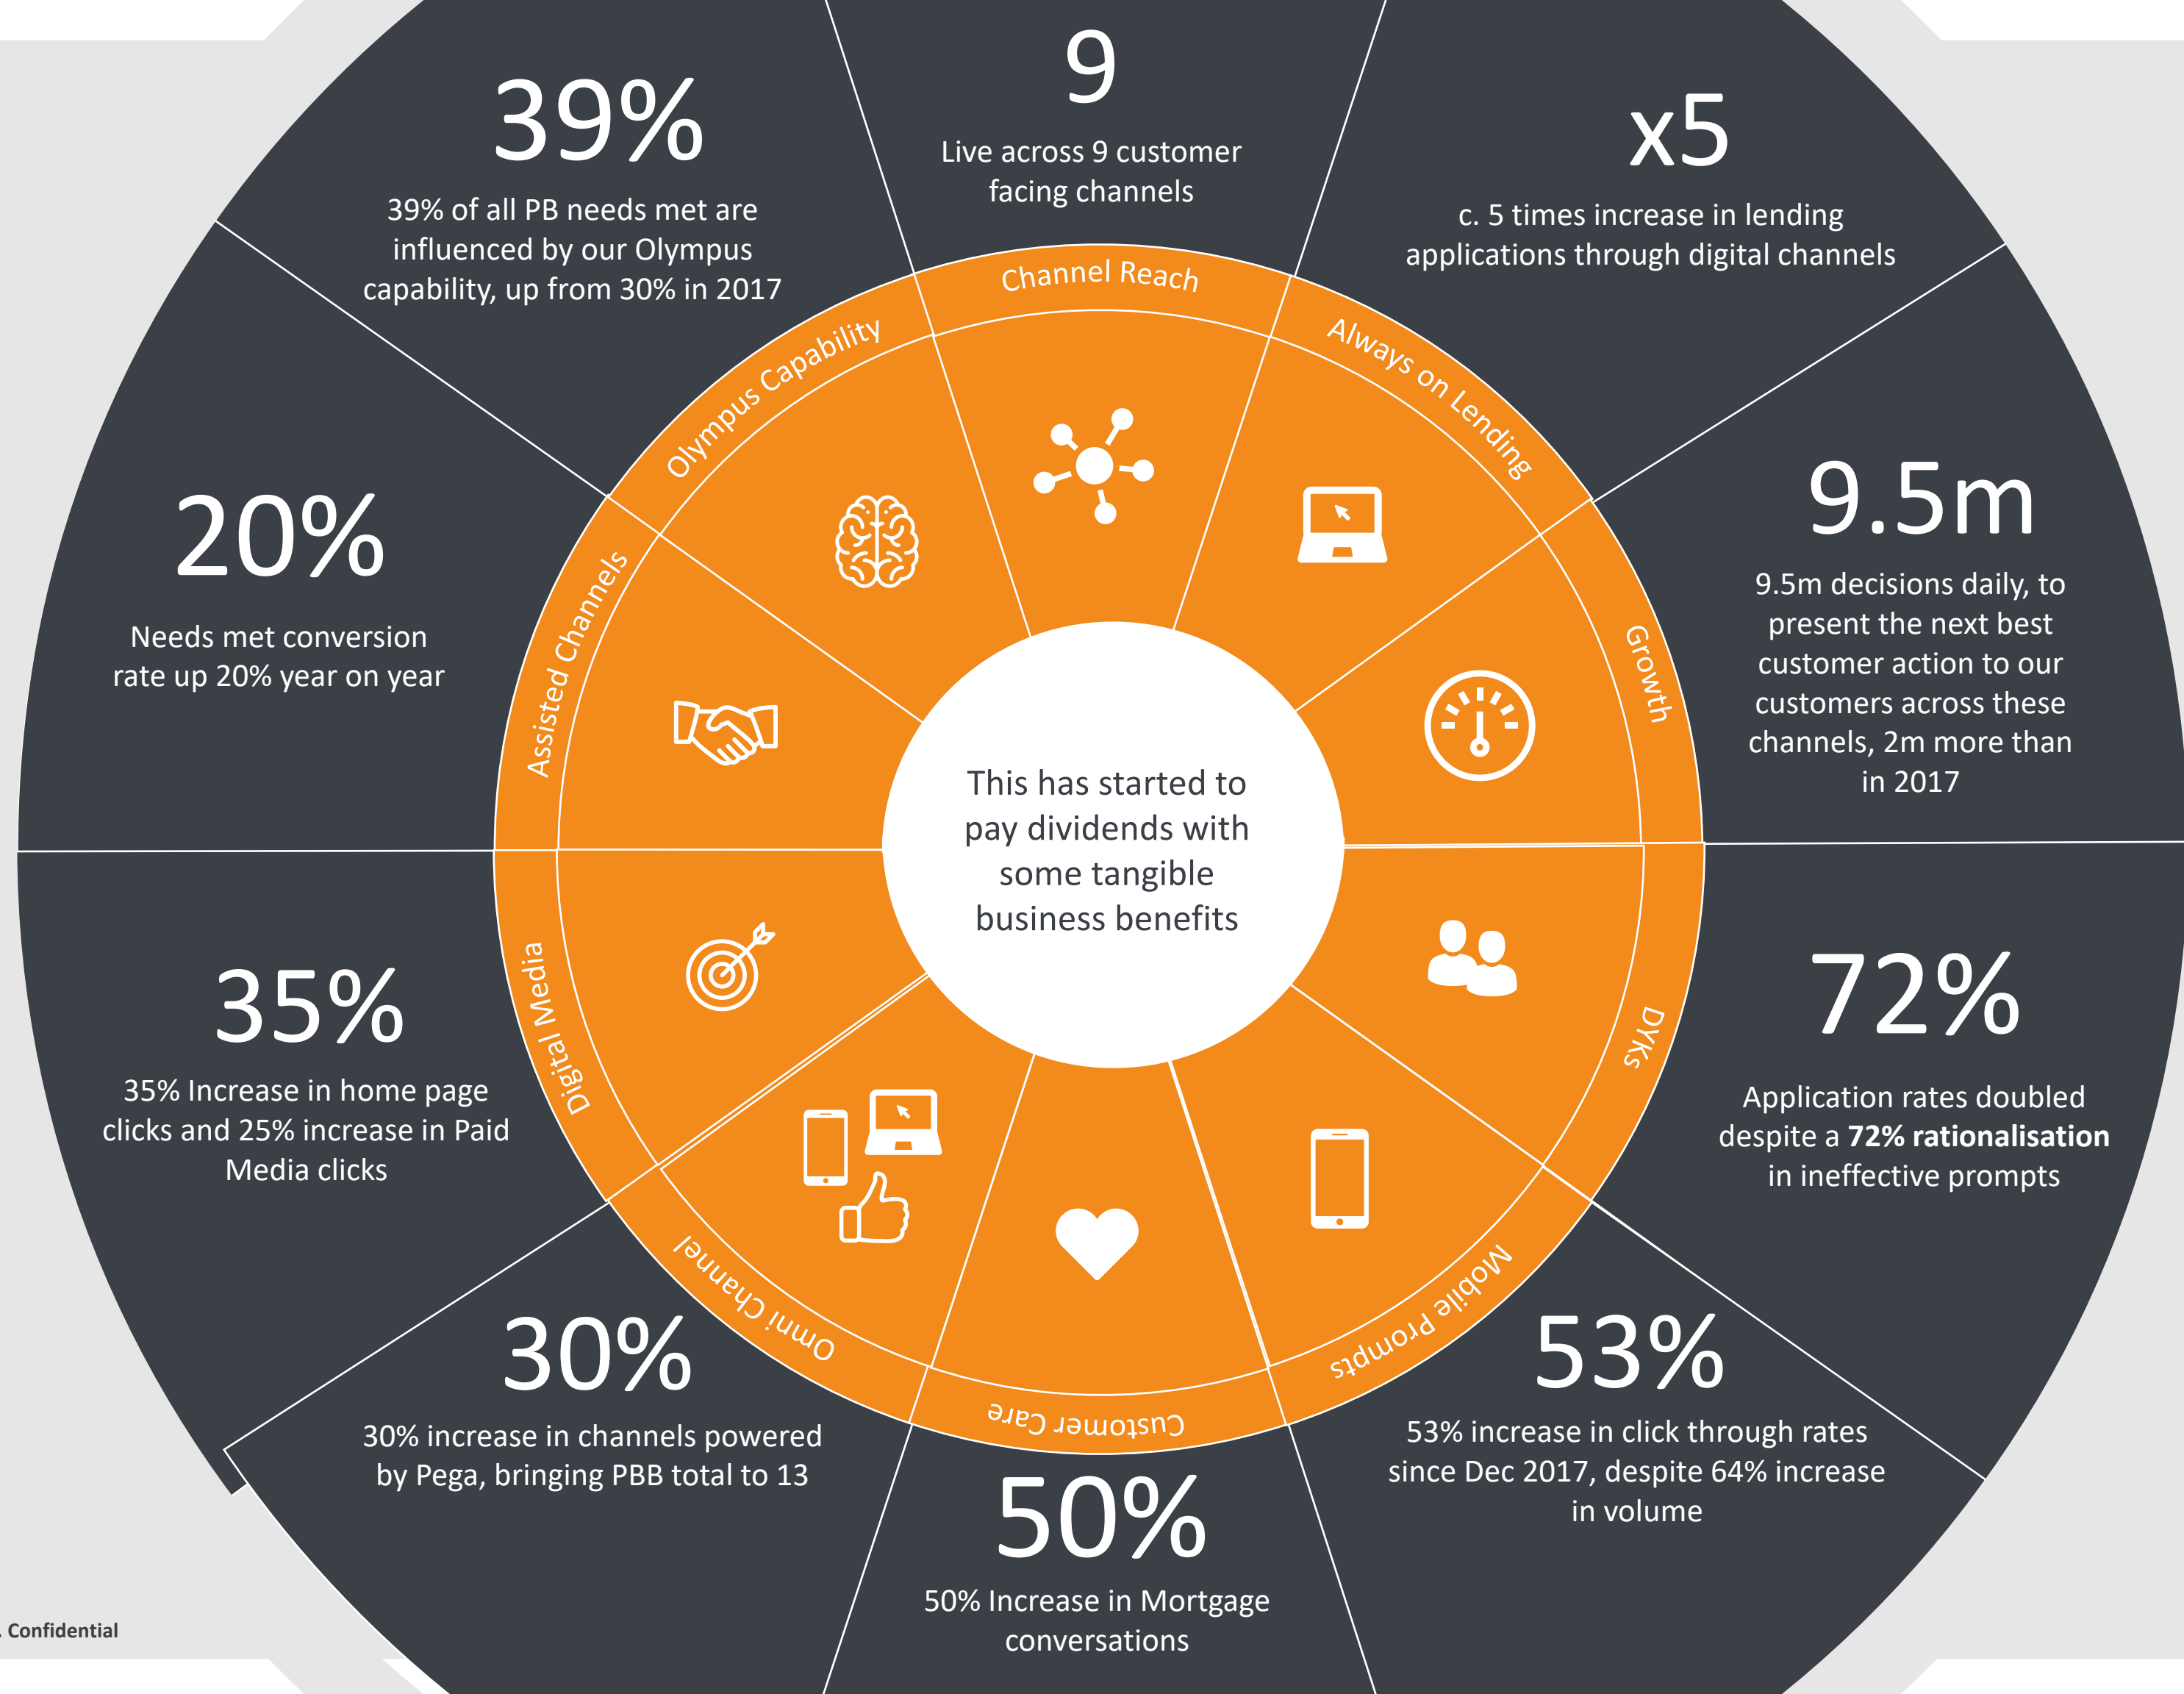 9
Live across 9 customer
facing channels
Channel Reach
x5
c. 5 times increase in lending
applications through digital channels
Always on Lending
9.5m
9.5m decisions daily, to
present the next best
customer action to our
customers across these
channels, 2m more than
in 2017
Growth
72%
Application rates doubled
despite a 72% rationalisation
in ineffective prompts
DYKs
53%
53% increase in click through rates
since Dec 2017, despite 64% increase
in volume
Mobile Prompts
50%
50% Increase in Mortgage
conversations
Customer Care
30%
30% increase in channels powered
by Pega, bringing PBB total to 13
Omni Channel
35%
35% Increase in home page
clicks and 25% increase in Paid
Media clicks
Digital Media
20%
Needs met conversion
rate up 20% year on year
Assisted Channels
39%
39% of all PB needs met are
influenced by our Olympus
capability, up from 30% in 2017
Olympus Capability
This has started to
pay dividends with
some tangible
business benefits
. Confidential